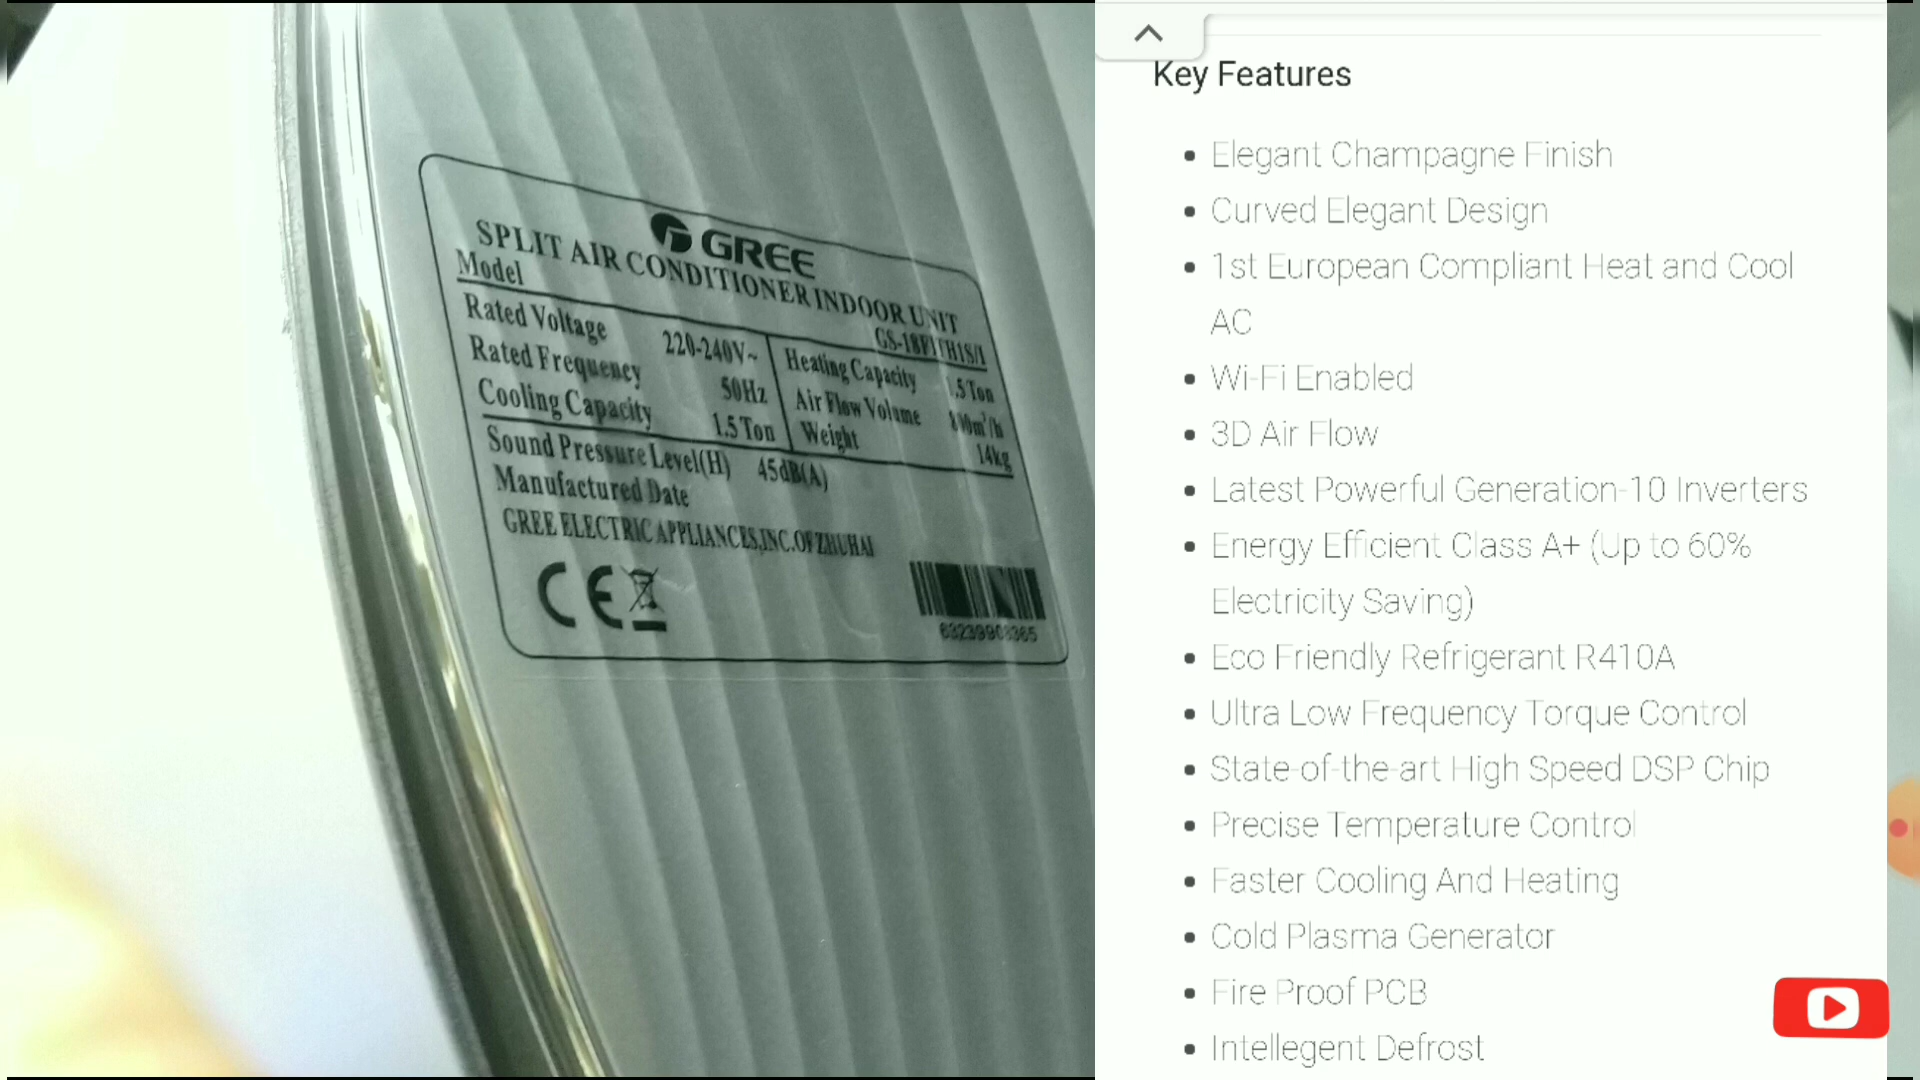 GREE
SPLIT AIR CONDITIONER INDOOR UNIT
Model
Rated Voltage 220-240V~
Rated Frequency 50Hz
Cooling Capacity 1.5 Ton
Heating Capacity 1.5 Ton
Air Flow Volume
Weight 14kg
Sound Pressure Level(H) 45dB(A)
Manufactured Date
GREE ELECTRIC APPLIANCES,INC.OF ZHUHAI
CE
Key Features
Elegant Champagne Finish
Curved Elegant Design
1st European Compliant Heat and Cool
AC
Wi-Fi Enabled
3D Air Flow
Latest Powerful Generation-10 Inverters
Energy Efficient Class A+ (Up to 60%
Electricity Saving)
Eco Friendly Refrigerant R410A
Ultra Low Frequency Torque Control
State-of-the-art High Speed DSP Chip
Precise Temperature Control
Faster Cooling And Heating
Cold Plasma Generator
Fire Proof PCB
Intellegent Defrost